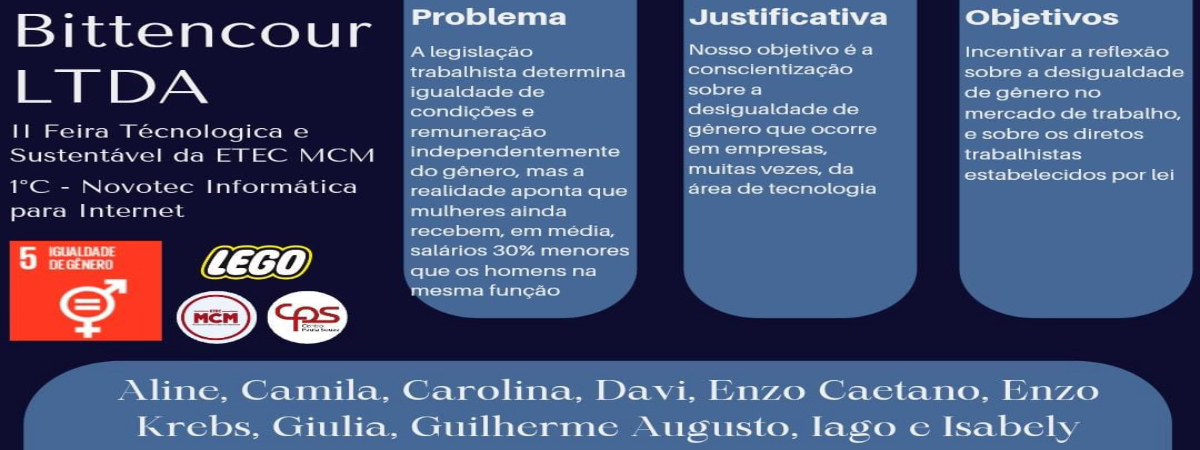 Bittencour
LTDA
II Feira Técnologica e
Sustentável da ETEC MCM
1°C - Novotec Informática
para Internet
5 IGUALDADE
DE GÊNERO
LEGO
ETEC
MCM
CPS
Centro
Paula Souza
Problema
A legislação
trabalhista determina
igualdade de
condições e
remuneração
independentemente
do gênero, mas a
realidade aponta que
mulheres ainda
recebem, em média,
salários 30% menores
que os homens na
mesma função
Justificativa
Nosso objetivo é a
conscientização
sobre a
desigualdade de
gênero que ocorre
em empresas,
muitas vezes, da
área de tecnologia
Objetivos
Incentivar a reflexão
sobre a desigualdade
de gênero no
mercado de trabalho,
e sobre os diretos
trabalhistas
estabelecidos por lei
Aline, Camila, Carolina, Davi, Enzo Caetano, Enzo
Krebs, Giulia, Guilherme Augusto, Iago e Isabely